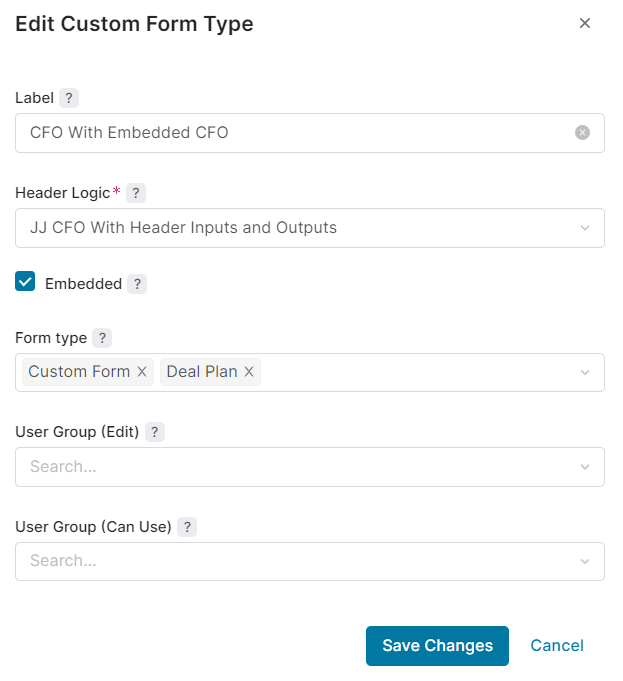 Edit Custom Form Type
Label ?
CFO With Embedded CFO
Header Logic* ?
JJ CFO With Header Inputs and Outputs
Embedded ?
Form type ?
Custom Form Deal Plan
User Group (Edit) ?
Search...
User Group (Can Use) ?
Search...
Save Changes Cancel